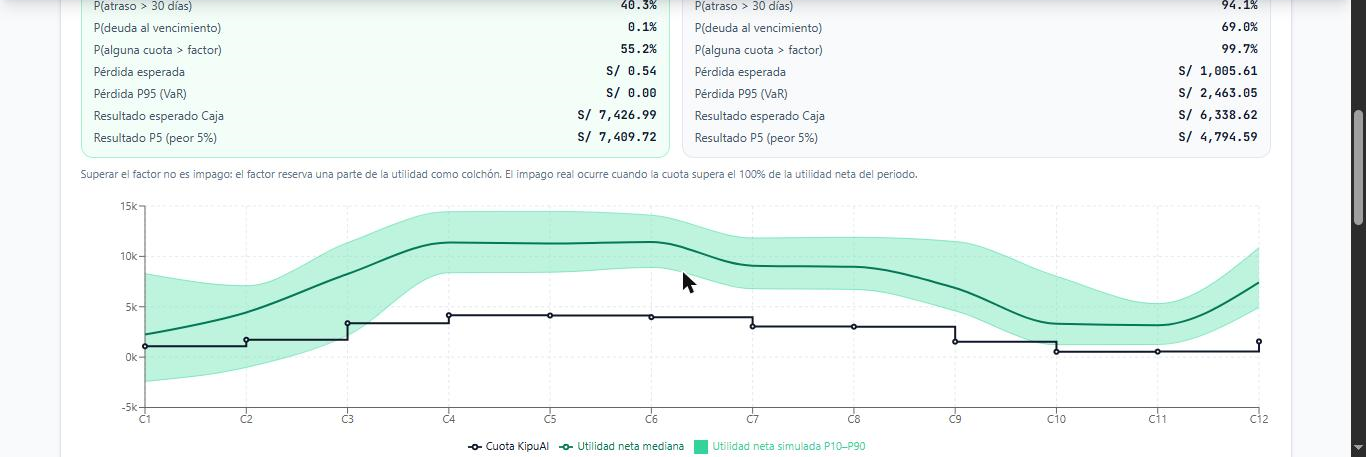 P(atraso > 30 días) 40.3% P(atraso > 30 días) 94.1%
P(deuda al vencimiento) 0.1% P(deuda al vencimiento) 69.0%
P(alguna cuota > factor) 55.2% P(alguna cuota > factor) 99.7%
Pérdida esperada S/ 0.54 Pérdida esperada S/ 1,005.61
Pérdida P95 (VaR) S/ 0.00 Pérdida P95 (VaR) S/ 2,463.05
Resultado esperado Caja S/ 7,426.99 Resultado esperado Caja S/ 6,338.62
Resultado P5 (peor 5%) S/ 7,409.72 Resultado P5 (peor 5%) S/ 4,794.59
Superar el factor no es impago: el factor reserva una parte de la utilidad como colchón. El impago real ocurre cuando la cuota supera el 100% de la utilidad neta del periodo.
15k
10k
5k
0k
-5k
C1 C2 C3 C4 C5 C6 C7 C8 C9 C10 C11 C12
Cuota KipuAI Utilidad neta mediana Utilidad neta simulada P10–P90